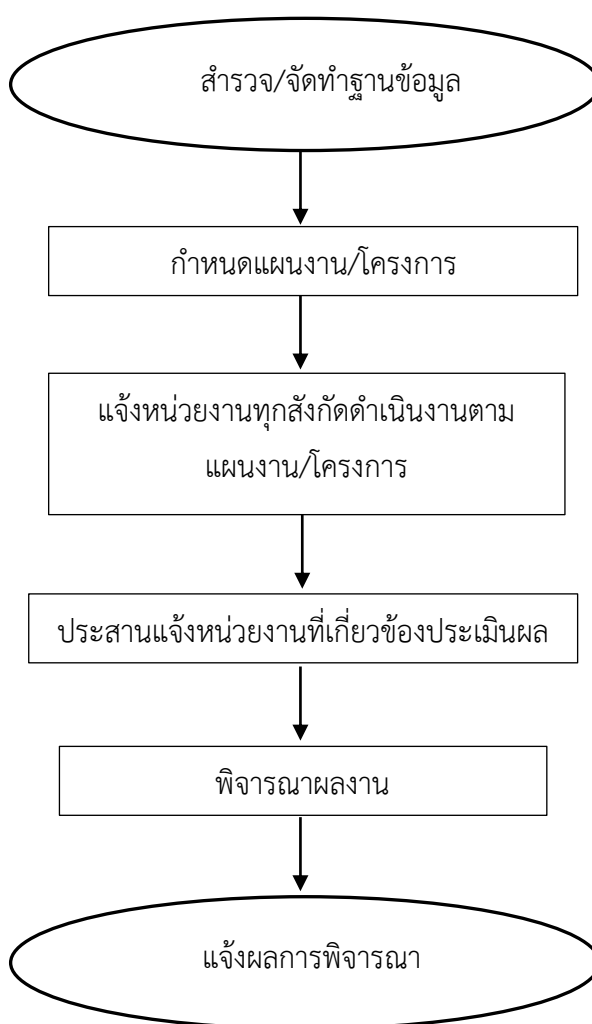 สำรวจ/จัดทำฐานข้อมูล
กำหนดแผนงาน/โครงการ
แจ้งหน่วยงานทุกสังกัดดำเนินงานตาม
แผนงาน/โครงการ
ประสานแจ้งหน่วยงานที่เกี่ยวข้องประเมินผล
พิจารณาผลงาน
แจ้งผลการพิจารณา